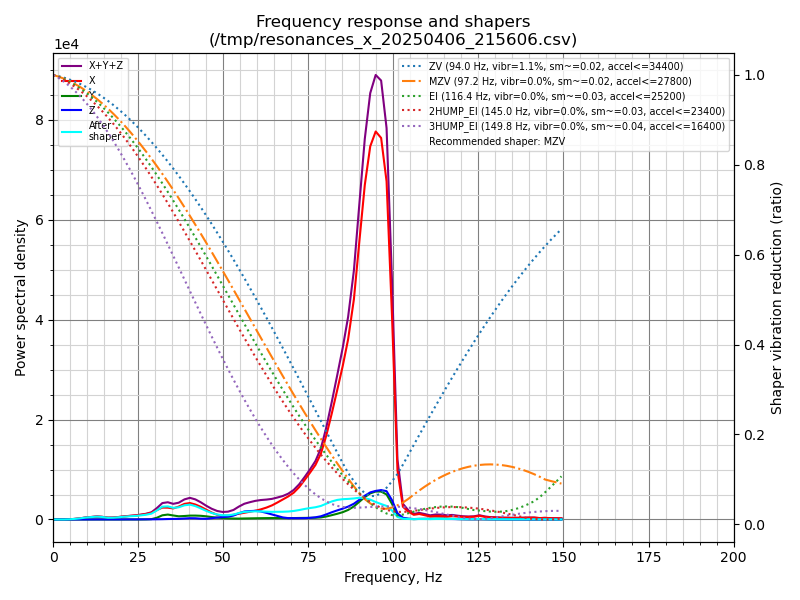 Frequency response and shapers
(/tmp/resonances_x_20250406_215606.csv)
1e4
X+Y+Z
X
Y
Z
After
shaper
ZV (94.0 Hz, vibr=1.1%, sm~=0.02, accel<=34400)
MZV (97.2 Hz, vibr=0.0%, sm~=0.02, accel<=27800)
EI (116.4 Hz, vibr=0.0%, sm~=0.03, accel<=25200)
2HUMP_EI (145.0 Hz, vibr=0.0%, sm~=0.03, accel<=23400)
3HUMP_EI (149.8 Hz, vibr=0.0%, sm~=0.04, accel<=16400)
Recommended shaper: MZV
8
6
4
2
0
Power spectral density
1.0
0.8
0.6
0.4
0.2
0.0
Shaper vibration reduction (ratio)
0 25 50 75 100 125 150 175 200
Frequency, Hz